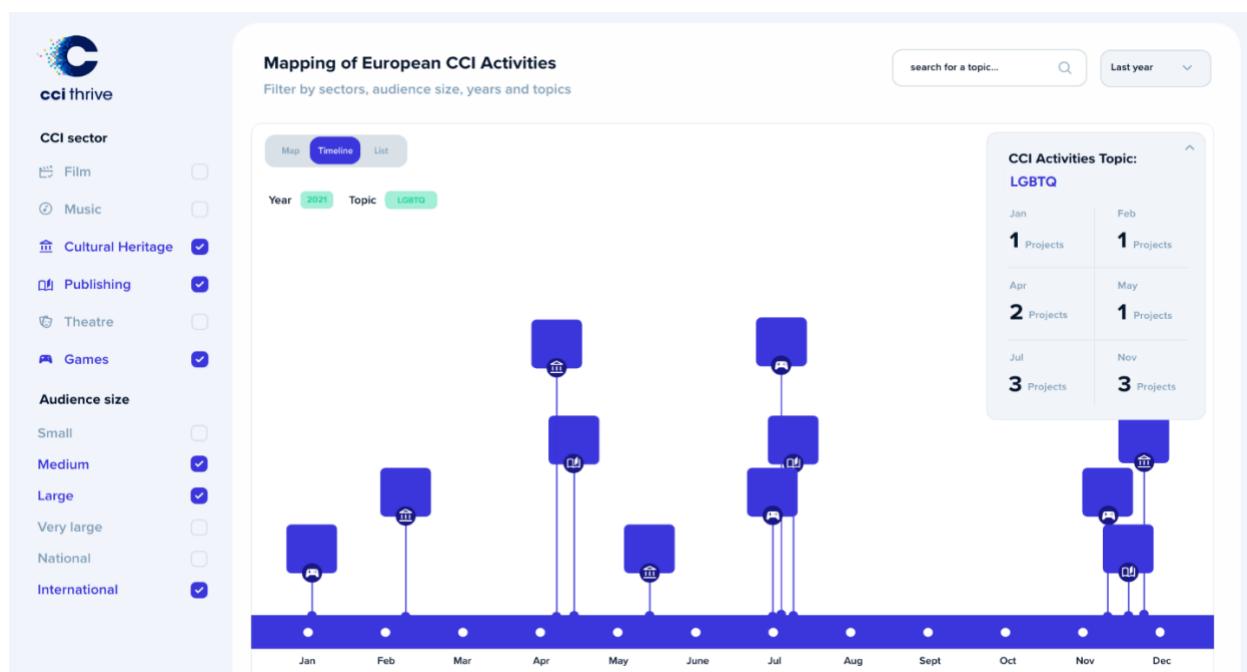 cci thrive
CCI sector
Film
Music
Cultural Heritage
Publishing
Theatre
Games
Audience size
Small
Medium
Large
Very large
National
International
Mapping of European CCI Activities
Filter by sectors, audience size, years and topics
search for a topic...
Last year
Map Timeline List
Year 2021 Topic LGBTQ
CCI Activities Topic:
LGBTQ
Jan Feb
1 Projects 1 Projects
Apr May
2 Projects 1 Projects
Jul Nov
3 Projects 3 Projects
Jan Feb Mar Apr May June Jul Aug Sept Oct Nov Dec